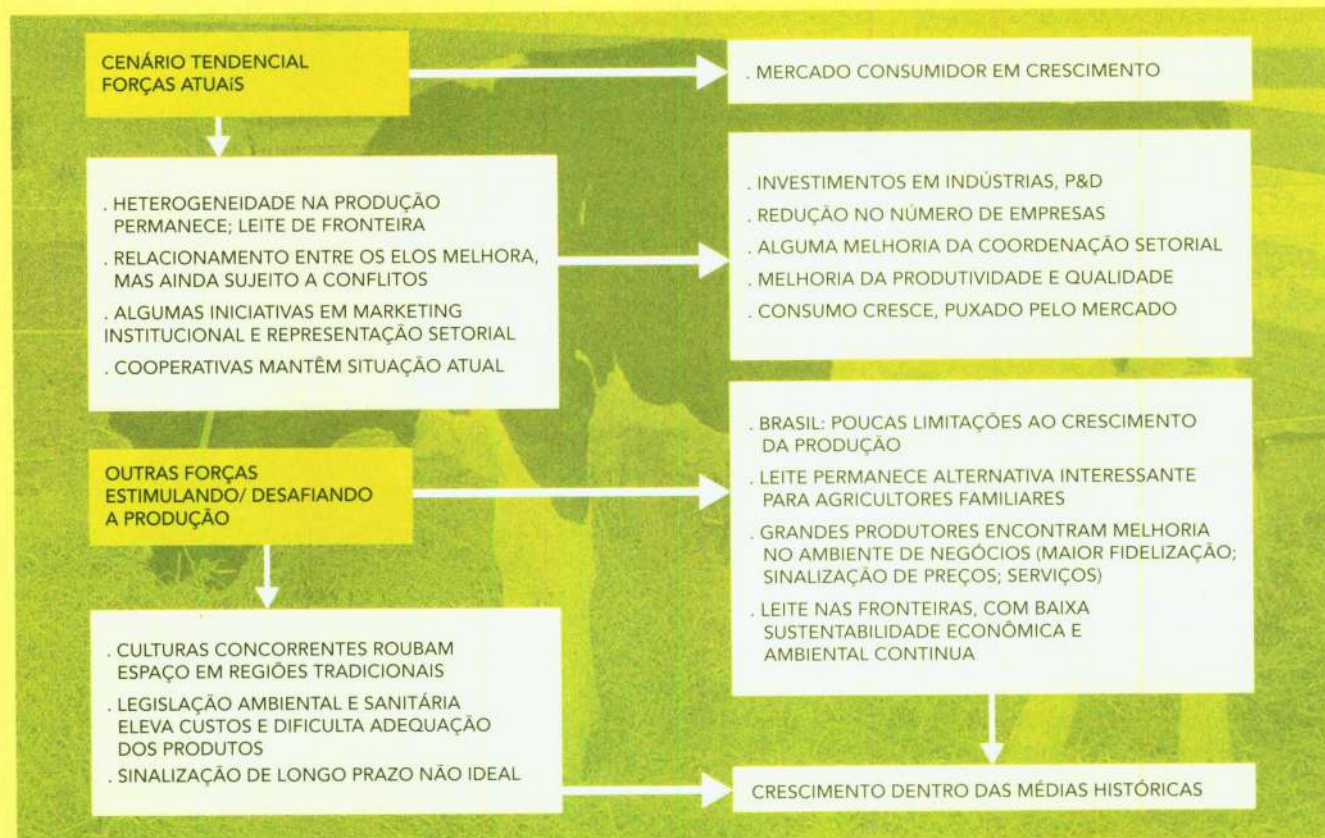 CENÁRIO TENDENCIAL
FORÇAS ATUAiS
. MERCADO CONSUMIDOR EM CRESCIMENTO
. HETEROGENEIDADE NA PRODUÇÃO
PERMANECE; LEITE DE FRONTEIRA
. RELACIONAMENTO ENTRE OS ELOS MELHORA,
MAS AINDA SUJEITO A CONFLITOS
. ALGUMAS INICIATIVAS EM MARKETING
INSTITUCIONAL E REPRESENTAÇÃO SETORIAL
. COOPERATIVAS MANTÊM SITUAÇÃO ATUAL
. INVESTIMENTOS EM INDÚSTRIAS, P&D
. REDUÇÃO NO NÚMERO DE EMPRESAS
. ALGUMA MELHORIA DA COORDENAÇÃO SETORIAL
. MELHORIA DA PRODUTIVIDADE E QUALIDADE
. CONSUMO CRESCE, PUXADO PELO MERCADO
OUTRAS FORÇAS
ESTIMULANDO/ DESAFIANDO
A PRODUÇÃO
. BRASIL: POUCAS LIMITAÇÕES AO CRESCIMENTO
DA PRODUÇÃO
. LEITE PERMANECE ALTERNATIVA INTERESSANTE
PARA AGRICULTORES FAMILIARES
. GRANDES PRODUTORES ENCONTRAM MELHORIA
NO AMBIENTE DE NEGÓCIOS (MAIOR FIDELIZAÇÃO;
SINALIZAÇÃO DE PREÇOS; SERVIÇOS)
. LEITE NAS FRONTEIRAS, COM BAIXA
SUSTENTABILIDADE ECONÔMICA E
AMBIENTAL CONTINUA
. CULTURAS CONCORRENTES ROUBAM
ESPAÇO EM REGIÕES TRADICIONAIS
. LEGISLAÇÃO AMBIENTAL E SANITÁRIA
ELEVA CUSTOS E DIFICULTA ADEQUAÇÃO
DOS PRODUTOS
. SINALIZAÇÃO DE LONGO PRAZO NÃO IDEAL
CRESCIMENTO DENTRO DAS MÉDIAS HISTÓRICAS